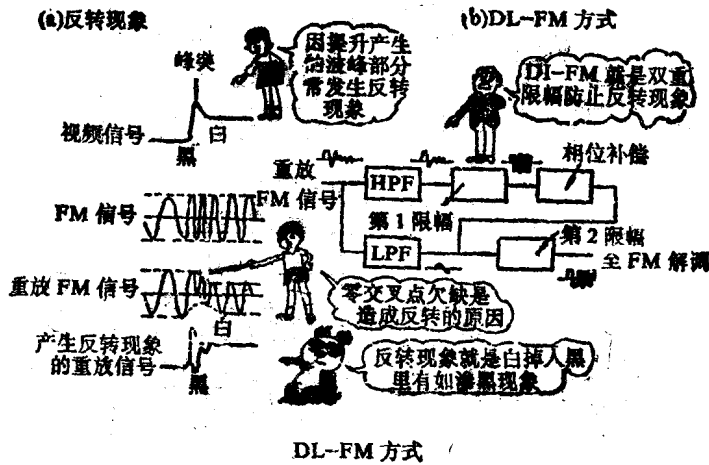 (a)反转现象
(b)DL-FM 方式
峰突
因提升产生
的波峰部分
常发生反转
现象
DL-FM 就是双重
限幅防止反转现象
视频信号
白
黑
相位补偿
重放
FM 信号
HPF
第 1 限幅
FM 信号
LPF
第 2 限幅
至 FM 解调
重放 FM 信号
零交叉点欠缺是
造成反转的原因
白
产生反转现象
的重放信号
黑
反转现象就是白掉入黑
里有如渗黑现象
DL-FM 方式